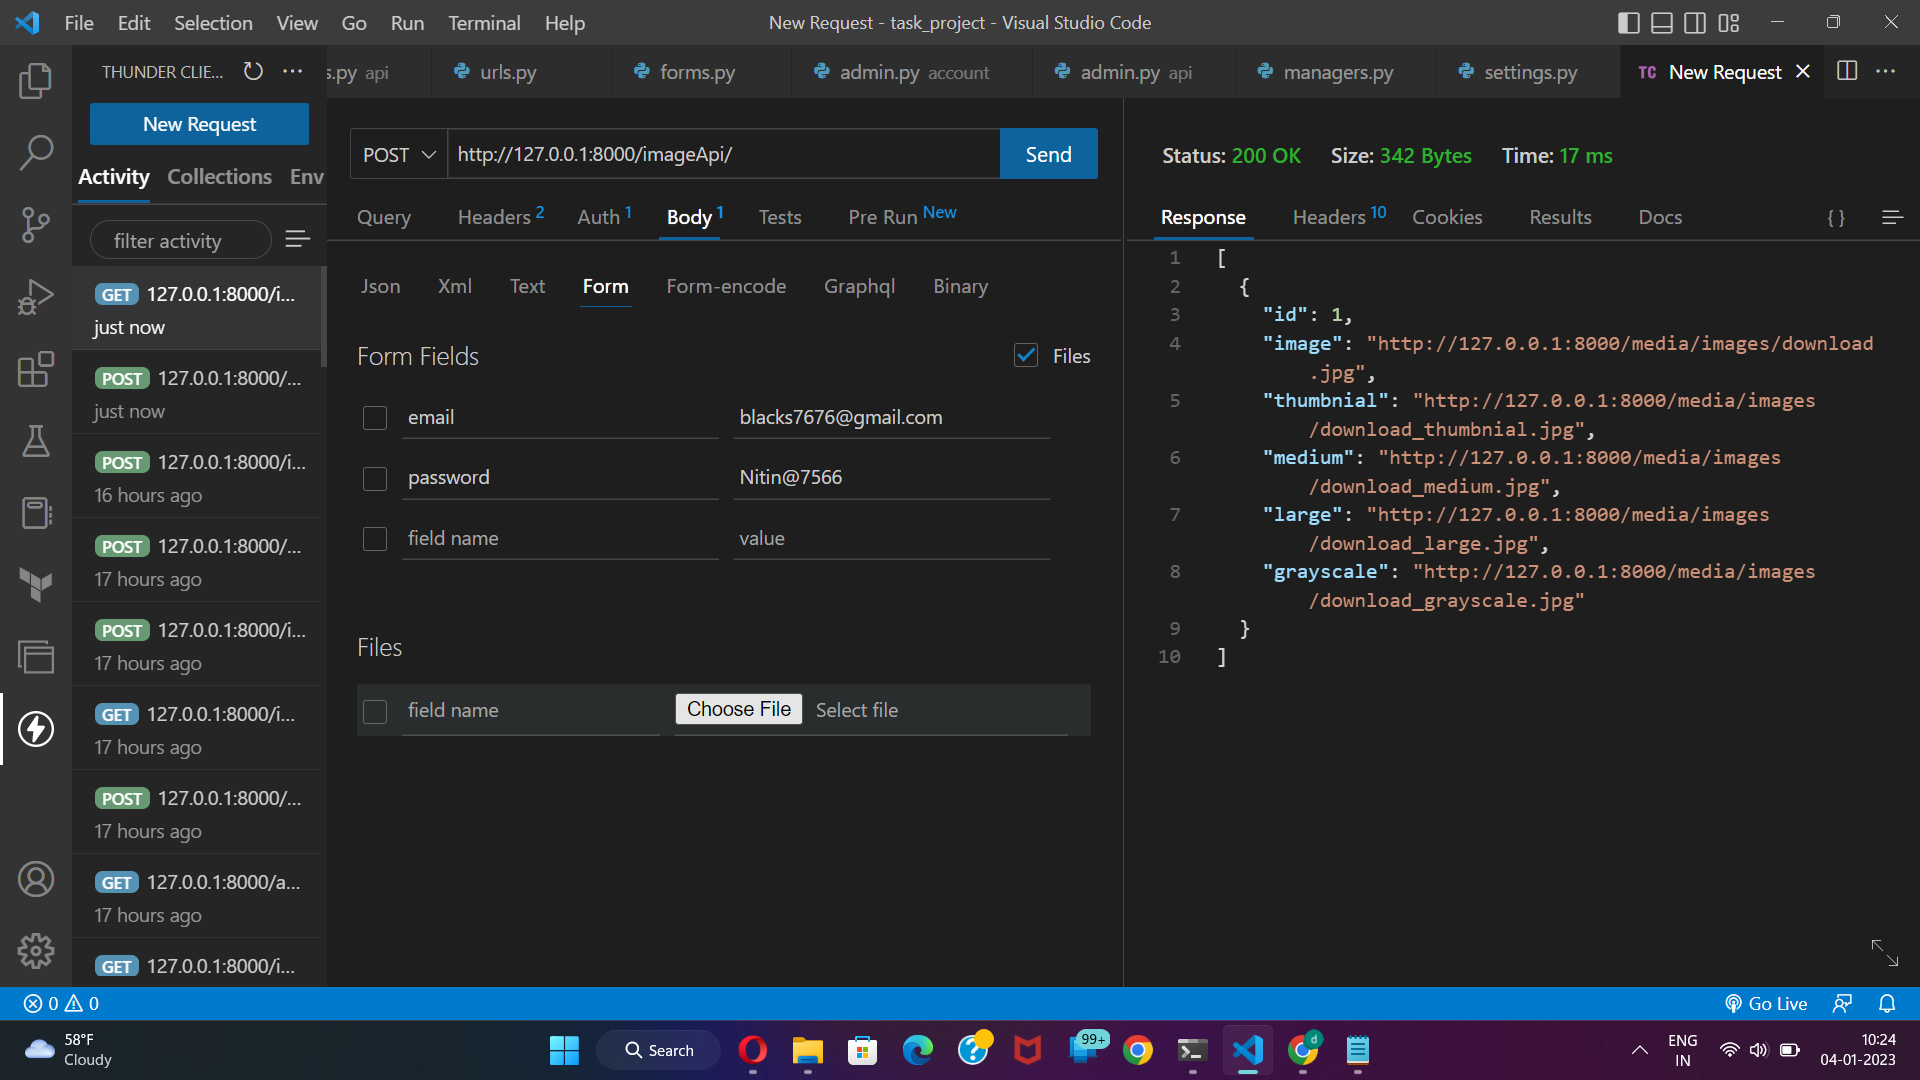 File Edit Selection View Go Run Terminal Help
New Request - task_project - Visual Studio Code
THUNDER CLIE...
s.py api
urls.py
forms.py
admin.py account
admin.py api
managers.py
settings.py
TC New Request
New Request
Activity Collections Env
filter activity
GET 127.0.0.1:8000/i...
just now
POST 127.0.0.1:8000/...
just now
POST 127.0.0.1:8000/i...
16 hours ago
POST 127.0.0.1:8000/...
17 hours ago
POST 127.0.0.1:8000/i...
17 hours ago
GET 127.0.0.1:8000/i...
17 hours ago
POST 127.0.0.1:8000/...
17 hours ago
GET 127.0.0.1:8000/a...
17 hours ago
GET 127.0.0.1:8000/i...
POST http://127.0.0.1:8000/imageApi/ Send
Query Headers 2 Auth 1 Body 1 Tests Pre Run New
Json Xml Text Form Form-encode Graphql Binary
Form Fields Files
email blacks7676@gmail.com
password Nitin@7566
field name value
Files
field name Choose File Select file
Status: 200 OK Size: 342 Bytes Time: 17 ms
Response Headers 10 Cookies Results Docs { }
1 [
2 {
3 "id": 1,
4 "image": "http://127.0.0.1:8000/media/images/download
.jpg",
5 "thumbnial": "http://127.0.0.1:8000/media/images
/download_thumbnial.jpg",
6 "medium": "http://127.0.0.1:8000/media/images
/download_medium.jpg",
7 "large": "http://127.0.0.1:8000/media/images
/download_large.jpg",
8 "grayscale": "http://127.0.0.1:8000/media/images
/download_grayscale.jpg"
9 }
10 ]
0 0
Go Live
58°F
Cloudy
Search
99+
d
ENG
IN
10:24
04-01-2023